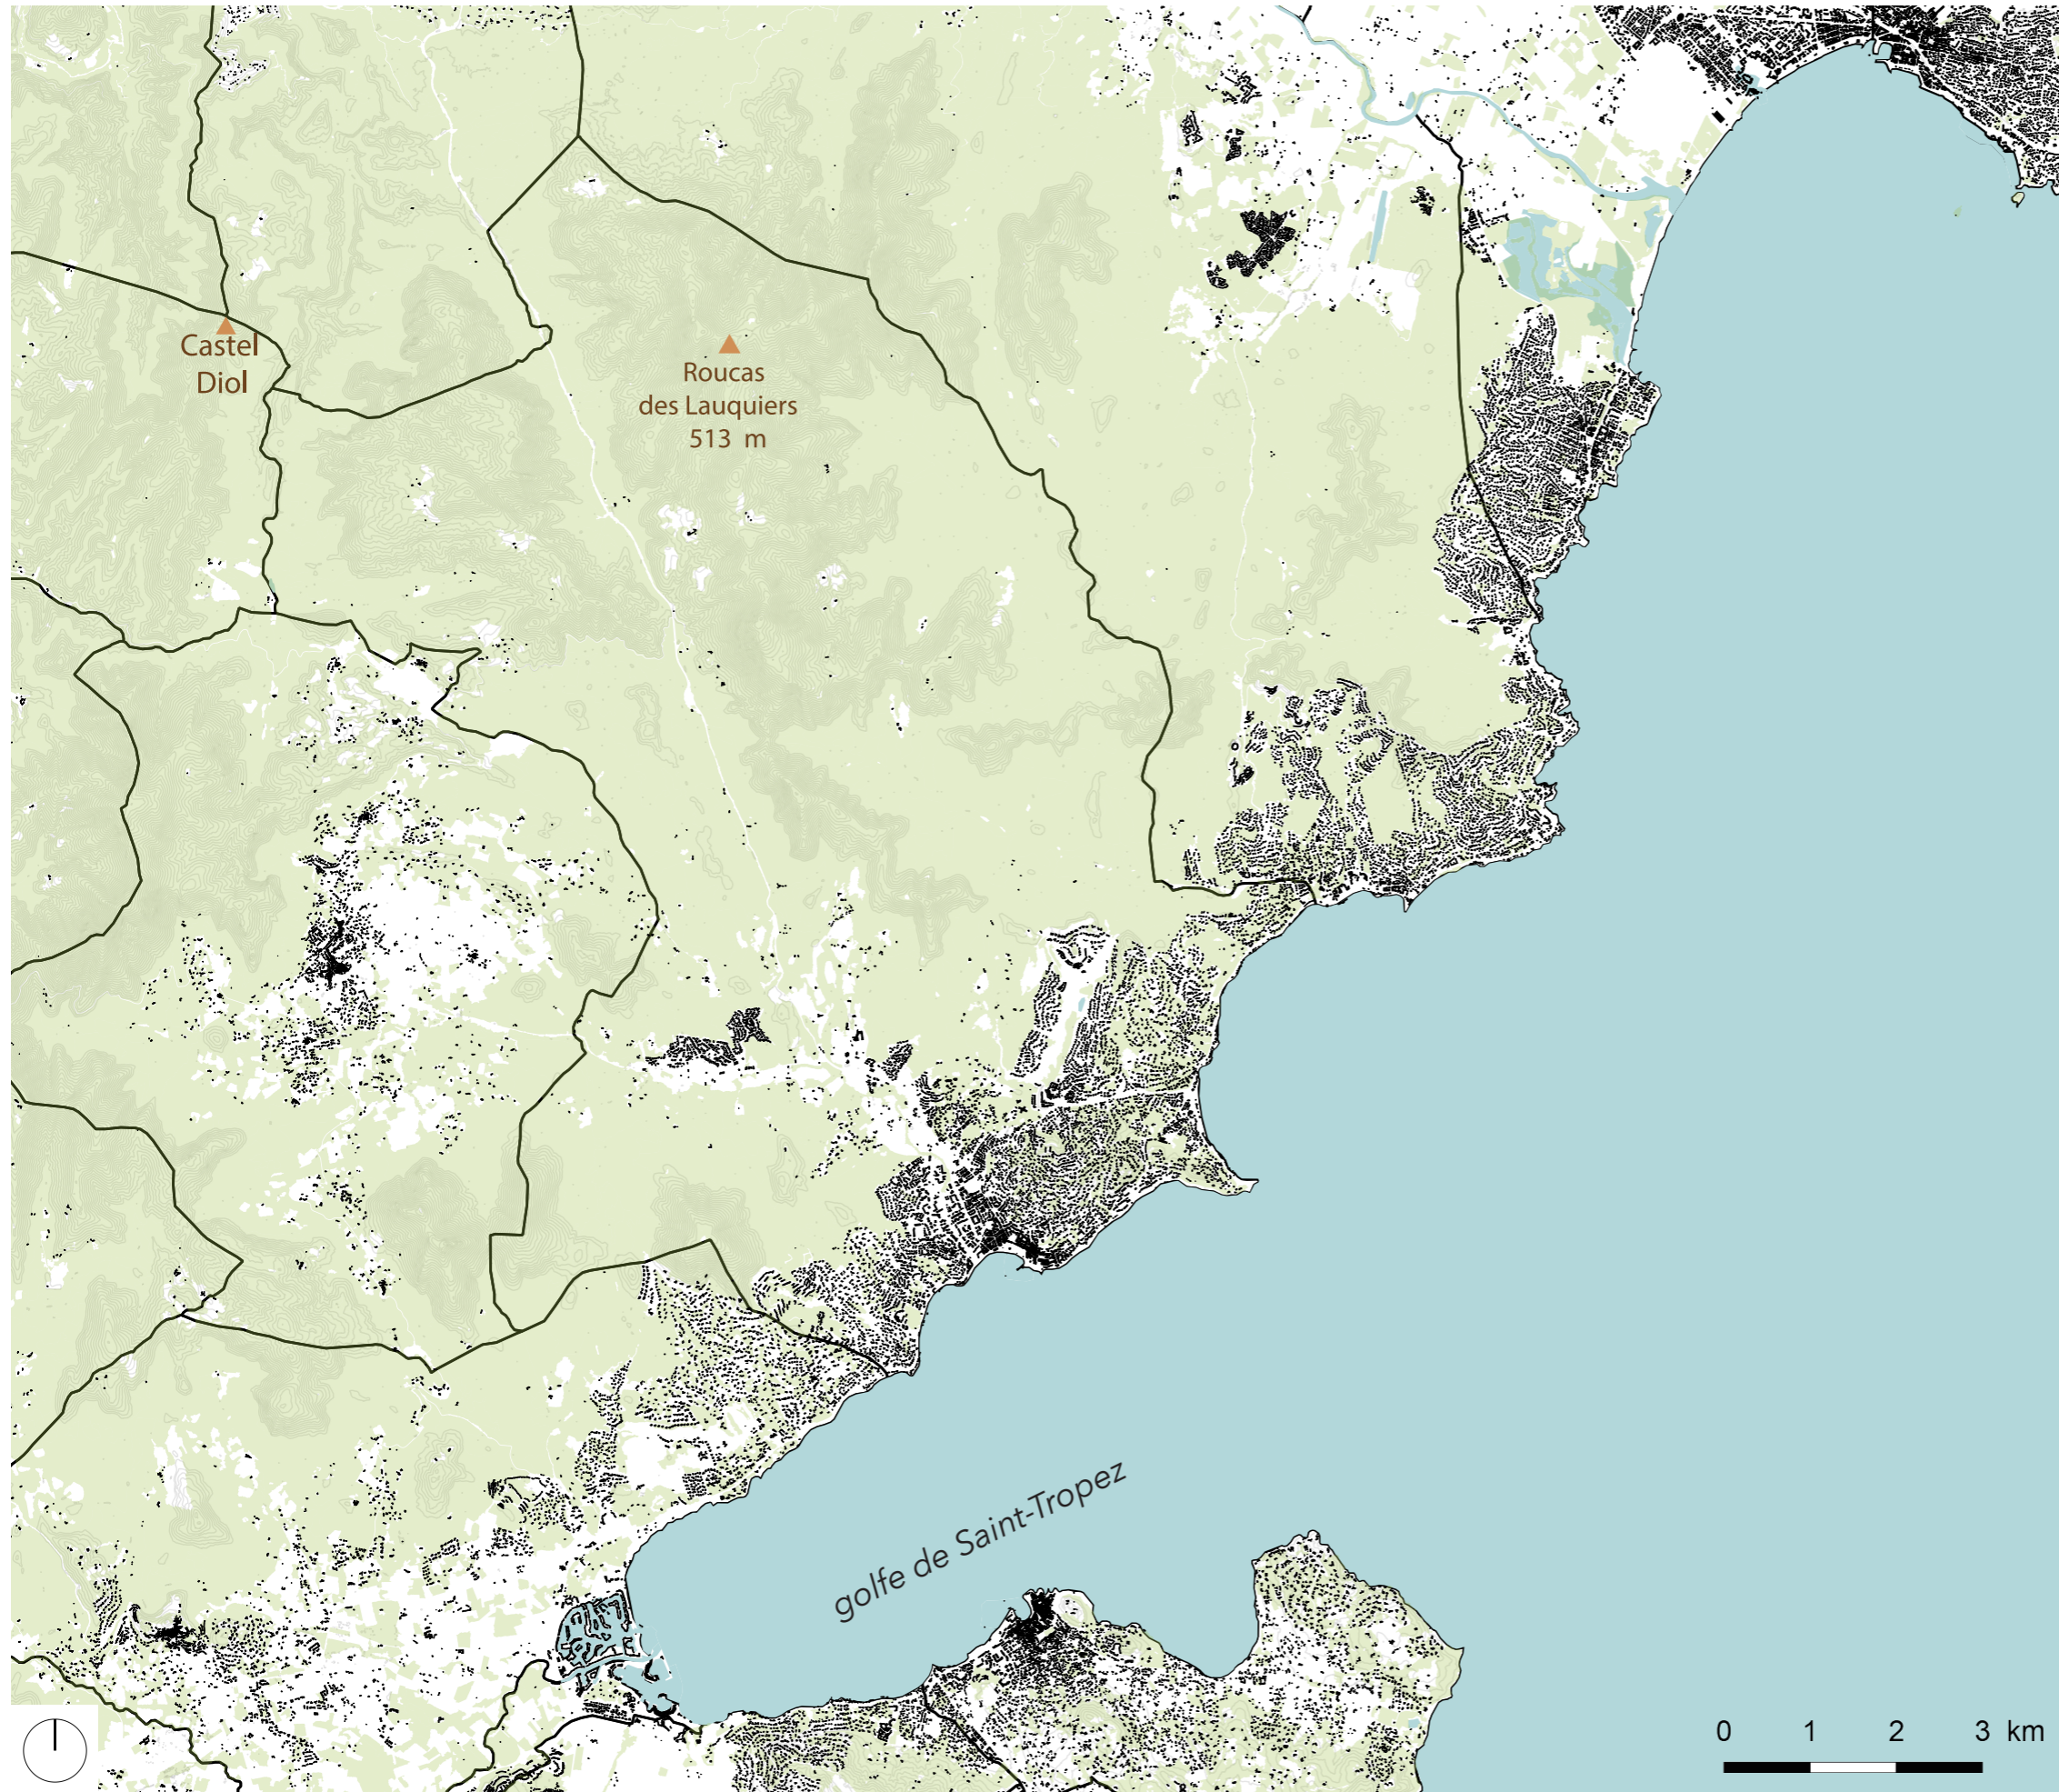 Castel
Diol
Roucas
des Lauquiers
513 m
golfe de Saint-Tropez
0 1 2 3 km